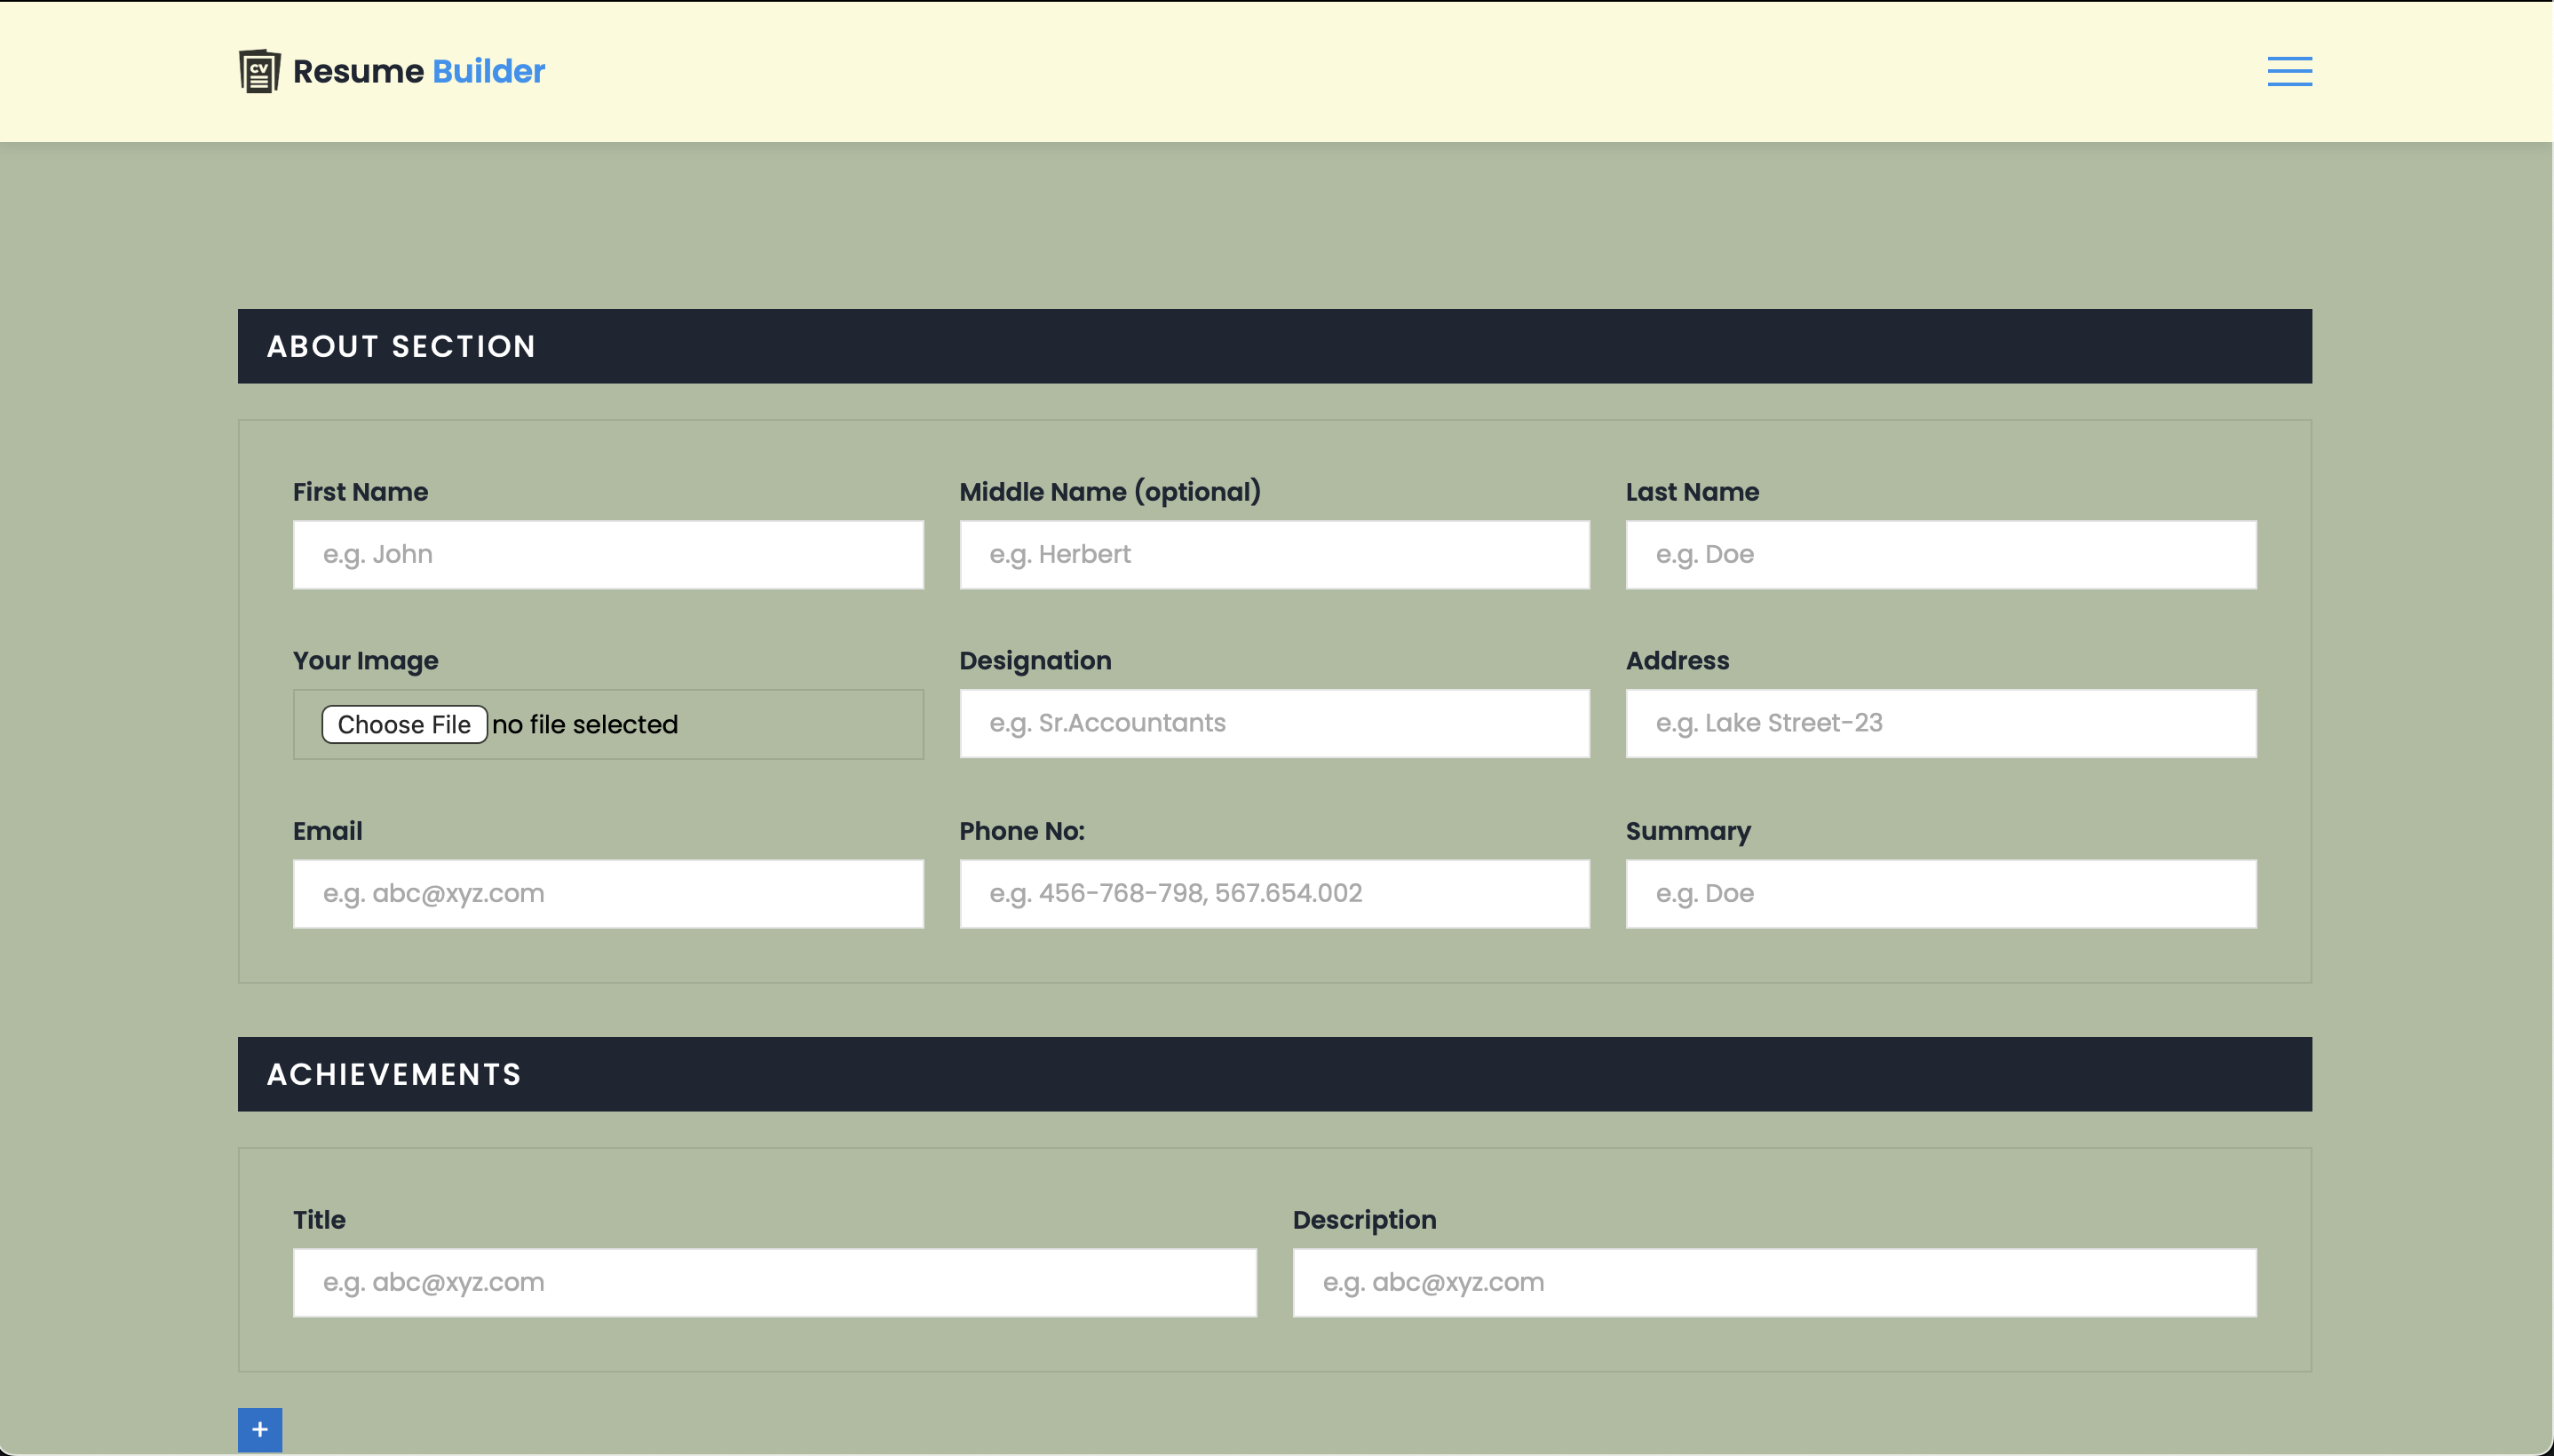 CV Resume Builder
ABOUT SECTION
First Name Middle Name (optional) Last Name
e.g. John e.g. Herbert e.g. Doe
Your Image Designation Address
Choose File no file selected e.g. Sr.Accountants e.g. Lake Street-23
Email Phone No: Summary
e.g. abc@xyz.com e.g. 456-768-798, 567.654.002 e.g. Doe
ACHIEVEMENTS
Title Description
e.g. abc@xyz.com e.g. abc@xyz.com
+